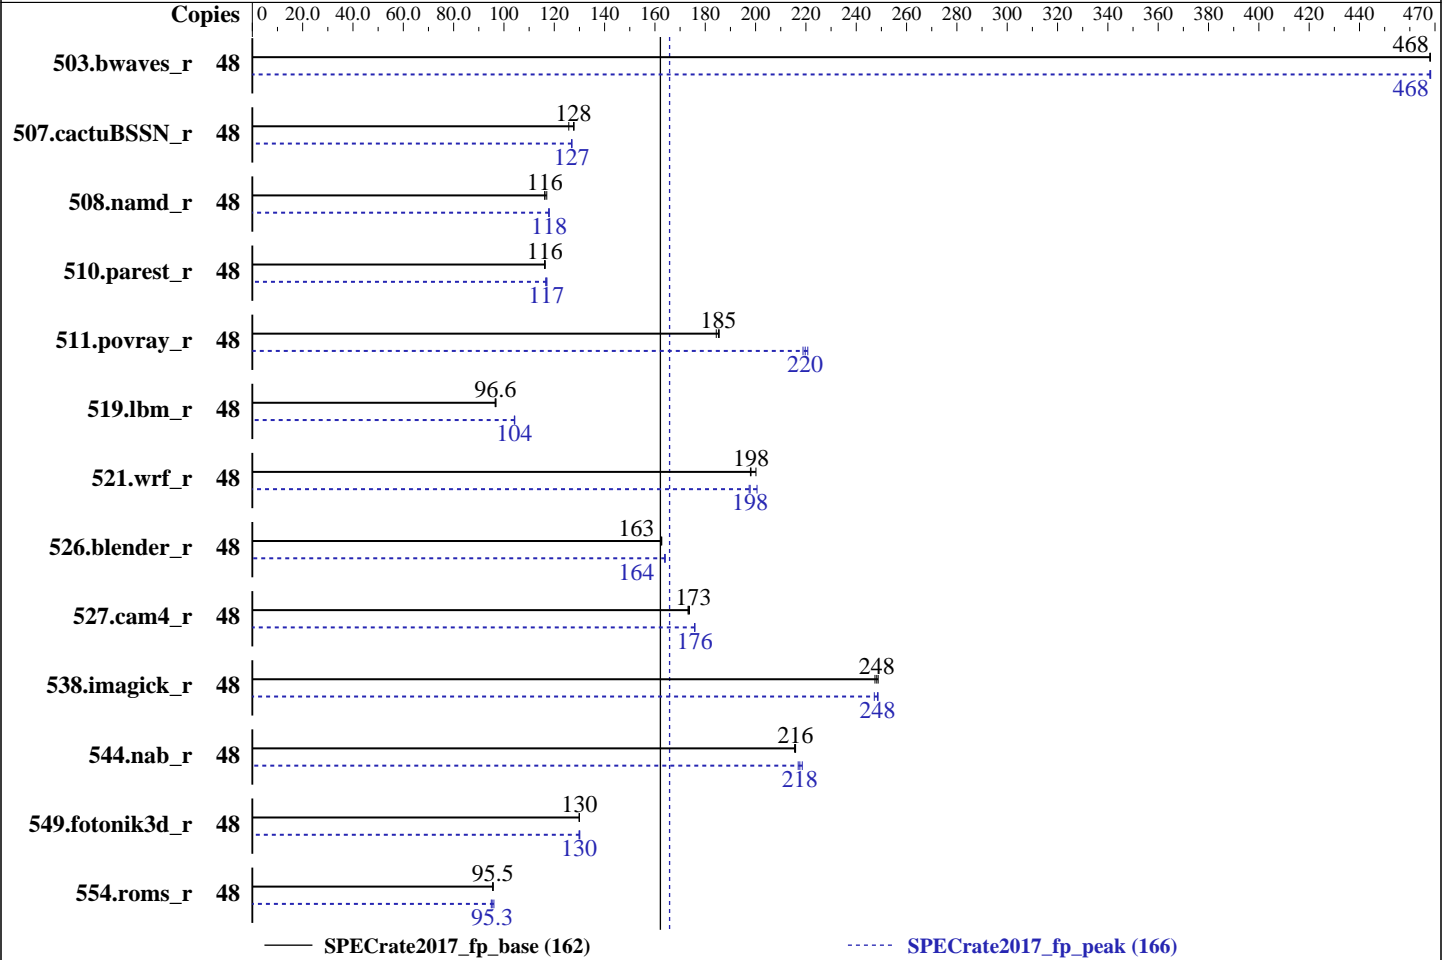 Copies 0 20.0 40.0 60.0 80.0 100 120 140 160 180 200 220 240 260 280 300 320 340 360 380 400 420 440 470
503.bwaves_r 48 468
468
507.cactuBSSN_r 48 128
127
508.namd_r 48 116
118
510.parest_r 48 116
117
511.povray_r 48 185
220
519.lbm_r 48 96.6
104
521.wrf_r 48 198
198
526.blender_r 48 163
164
527.cam4_r 48 173
176
538.imagick_r 48 248
248
544.nab_r 48 216
218
549.fotonik3d_r 48 130
130
554.roms_r 48 95.5
95.3
SPECrate2017_fp_base (162) SPECrate2017_fp_peak (166)